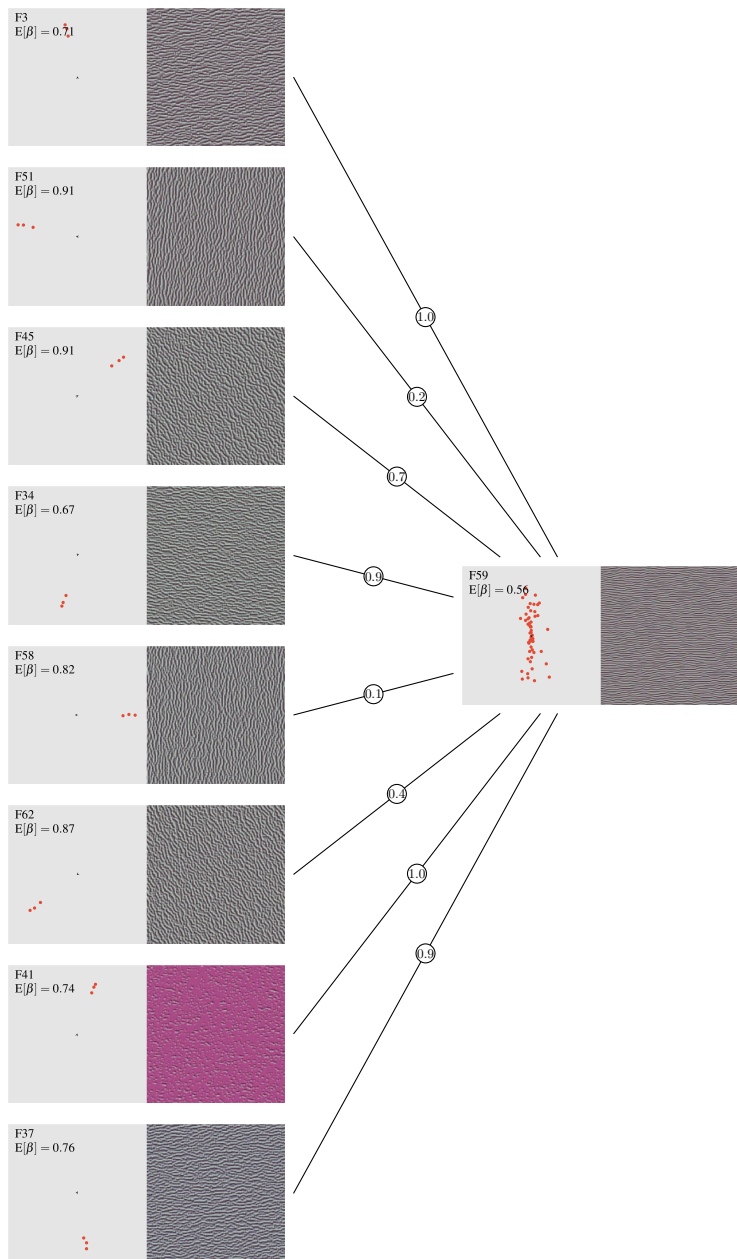 F3
E[β] = 0.71
F51
E[β] = 0.91
F45
E[β] = 0.91
F34
E[β] = 0.67
F58
E[β] = 0.82
F62
E[β] = 0.87
F41
E[β] = 0.74
F37
E[β] = 0.76
1.0
0.2
0.7
0.9
0.1
0.4
1.0
0.9
F59
E[β] = 0.56